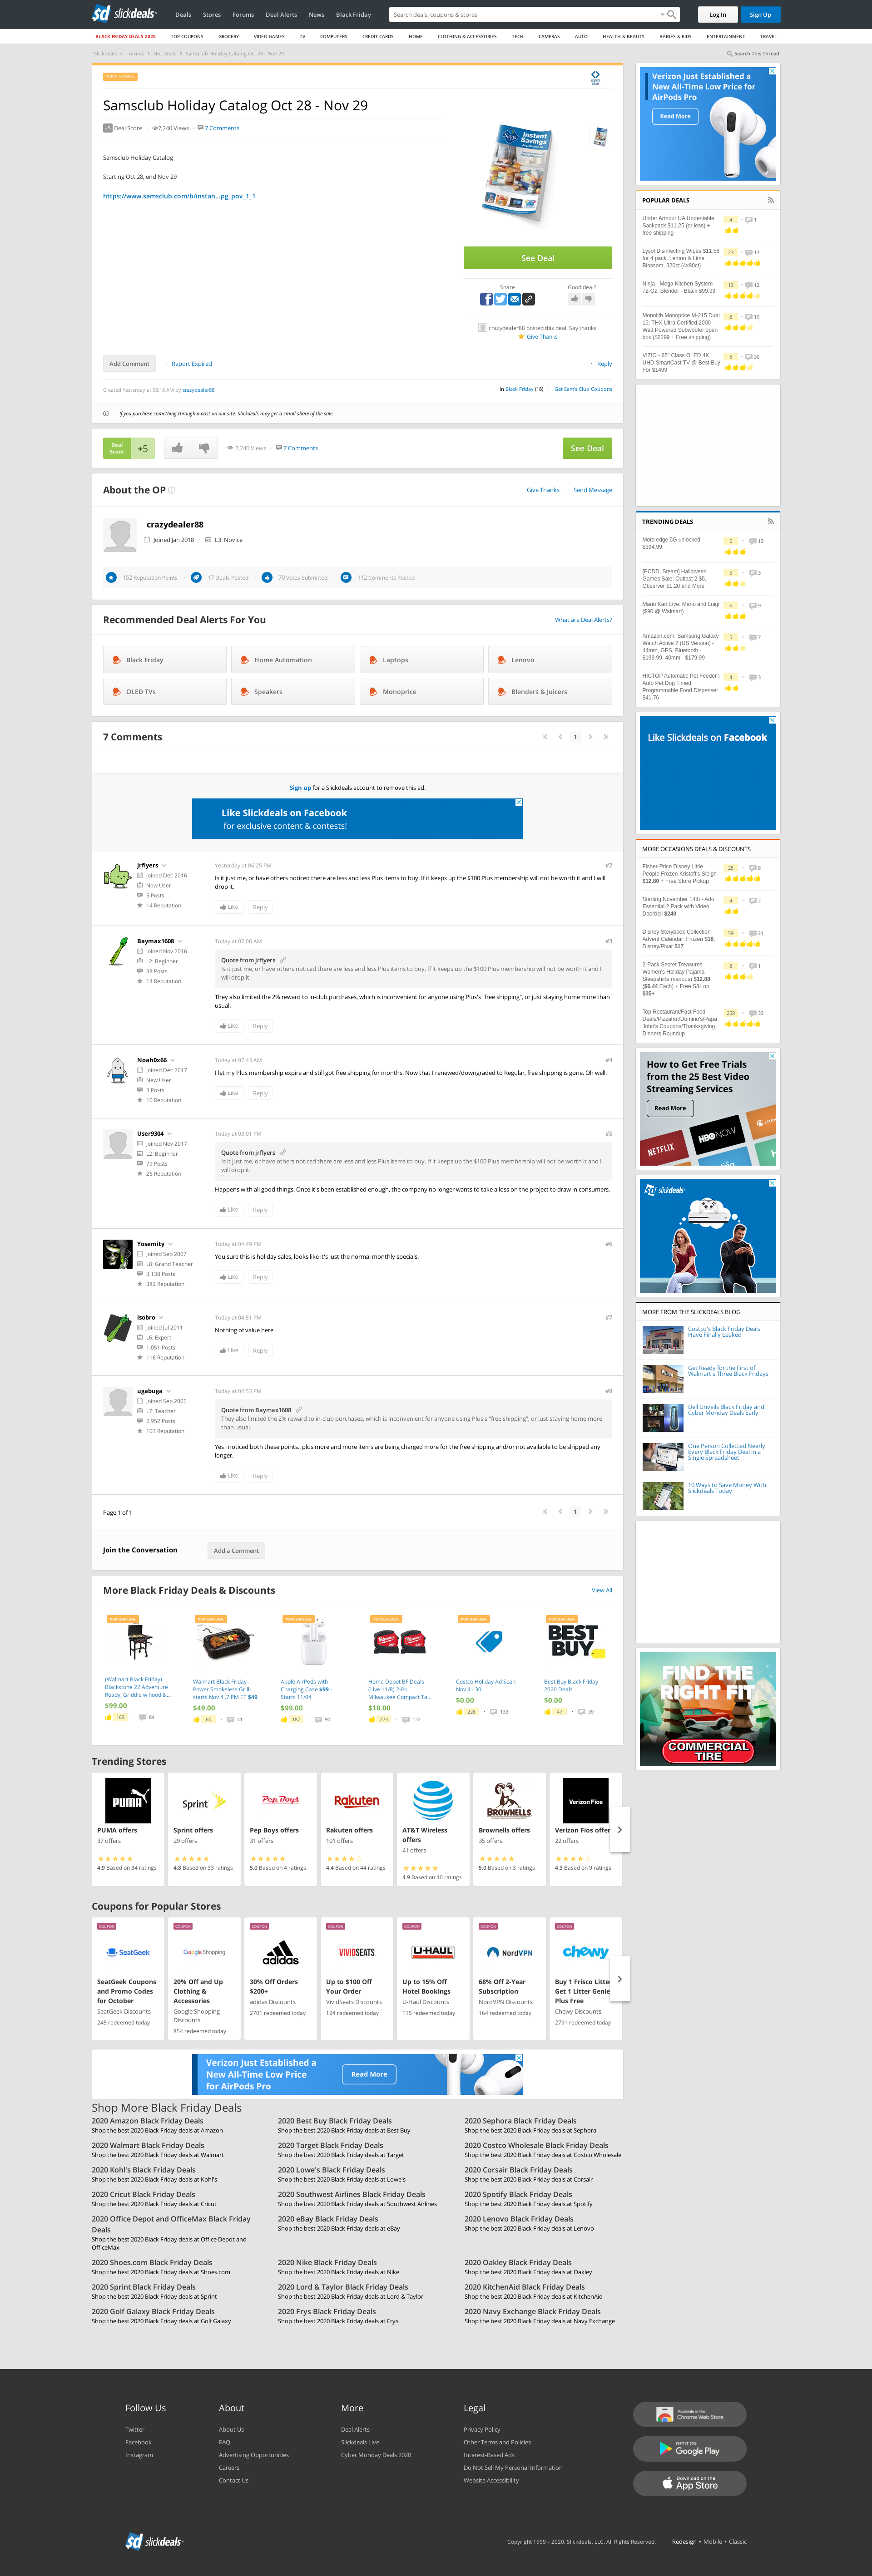 slickdeals
Deals Stores Forums Deal Alerts News Black Friday
Search deals, coupons & stores
Log In Sign Up
BLACK FRIDAY DEALS 2020 TOP COUPONS GROCERY VIDEO GAMES TV COMPUTERS CREDIT CARDS HOME CLOTHING & ACCESSORIES TECH CAMERAS AUTO HEALTH & BEAUTY BABIES & KIDS ENTERTAINMENT TRAVEL
Slickdeals Forums Hot Deals Samsclub Holiday Catalog Oct 28 - Nov 29
Search This Thread
POPULAR DEAL
Samsclub Holiday Catalog Oct 28 - Nov 29
+5 Deal Score 7,240 Views 7 Comments
Samsclub Holiday Catalog
Starting Oct 28, end Nov 29
https://www.samsclub.com/b/instan...pg_pov_1_1
Instant Savings
See Deal
Share Good deal?
crazydealer88 posted this deal. Say thanks!
Give Thanks
Add Comment Report Expired Reply
Created Yesterday at 08:16 AM by crazydealer88
in Black Friday (18) Get Sam's Club Coupons
If you purchase something through a post on our site, Slickdeals may get a small share of the sale.
Deal Score +5 7,240 Views 7 Comments See Deal
About the OP
Give Thanks Send Message
crazydealer88
Joined Jan 2018 L3: Novice
152 Reputation Points 17 Deals Posted 70 Votes Submitted 112 Comments Posted
Recommended Deal Alerts For You
What are Deal Alerts?
Black Friday Home Automation Laptops Lenovo
OLED TVs Speakers Monoprice Blenders & Juicers
7 Comments
1
Sign up for a Slickdeals account to remove this ad.
Like Slickdeals on Facebook
for exclusive content & contests!
jrflyers
Joined Dec 2016
New User
5 Posts
14 Reputation
Yesterday at 06:25 PM
#2
Is it just me, or have others noticed there are less and less Plus items to buy. If it keeps up the $100 Plus membership will not be worth it and I will
drop it.
Like Reply
Baymax1608
Joined Nov 2016
L2: Beginner
38 Posts
14 Reputation
Today at 07:08 AM
#3
Quote from jrflyers
Is it just me, or have others noticed there are less and less Plus items to buy. If it keeps up the $100 Plus membership will not be worth it and I
will drop it.
They also limited the 2% reward to in-club purchases, which is inconvenient for anyone using Plus's "free shipping", or just staying home more than
usual.
Like Reply
Noah0x66
Joined Dec 2017
New User
3 Posts
10 Reputation
Today at 07:43 AM
#4
I let my Plus membership expire and still got free shipping for months. Now that I renewed/downgraded to Regular, free shipping is gone. Oh well.
Like Reply
User9304
Joined Nov 2017
L2: Beginner
79 Posts
26 Reputation
Today at 03:01 PM
#5
Quote from jrflyers
Is it just me, or have others noticed there are less and less Plus items to buy. If it keeps up the $100 Plus membership will not be worth it and I
will drop it.
Happens with all good things. Once it's been established enough, the company no longer wants to take a loss on the project to draw in consumers.
Like Reply
Yosemity
Joined Sep 2007
L8: Grand Teacher
3,138 Posts
382 Reputation
Today at 04:49 PM
#6
You sure this is holiday sales, looks like it's just the normal monthly specials.
Like Reply
isobro
Joined Jul 2011
L6: Expert
1,051 Posts
116 Reputation
Today at 04:51 PM
#7
Nothing of value here
Like Reply
ugabuga
Joined Sep 2005
L7: Teacher
2,952 Posts
103 Reputation
Today at 04:53 PM
#8
Quote from Baymax1608
They also limited the 2% reward to in-club purchases, which is inconvenient for anyone using Plus's "free shipping", or just staying home more
than usual.
Yes i noticed both these points..plus more and more items are being charged more for the free shipping and/or not available to be shipped any
longer.
Like Reply
Page 1 of 1
1
Join the Conversation Add a Comment
More Black Friday Deals & Discounts
View All
(Walmart Black Friday) Blackstone 22 Adventure Ready, Griddle w hood &...
$99.00
163 84
Walmart Black Friday - Power Smokeless Grill- starts Nov 4 ,7 PM ET $49
$49.00
60 41
Apple AirPods with Charging Case $99 - Starts 11/04
$99.00
187 90
Home Depot BF Deals (Live 11/8) 2-Pk Milwaukee Compact Ta...
$10.00
223 122
Costco Holiday Ad Scan Nov 4 - 30
$0.00
226 133
BEST BUY
Best Buy Black Friday 2020 Deals
$0.00
47 39
Trending Stores
PUMA
PUMA offers
37 offers
4.9 Based on 34 ratings
Sprint
Sprint offers
29 offers
4.8 Based on 33 ratings
Pep Boys
Pep Boys offers
31 offers
5.0 Based on 4 ratings
Rakuten
Rakuten offers
101 offers
4.4 Based on 44 ratings
AT&T Wireless offers
41 offers
4.9 Based on 40 ratings
BROWNELLS
Brownells offers
35 offers
5.0 Based on 3 ratings
Verizon Fios
Verizon Fios offer
22 offers
4.3 Based on 9 ratings
Coupons for Popular Stores
COUPON
SeatGeek
SeatGeek Coupons and Promo Codes for October
SeatGeek Discounts
245 redeemed today
COUPON
Google Shopping
20% Off and Up Clothing & Accessories
Google Shopping Discounts
854 redeemed today
COUPON
adidas
30% Off Orders $200+
adidas Discounts
2701 redeemed today
COUPON
VIVIDSEATS
Up to $100 Off Your Order
VividSeats Discounts
124 redeemed today
COUPON
U-HAUL
Up to 15% Off Hotel Bookings
U-Haul Discounts
115 redeemed today
COUPON
NordVPN
68% Off 2-Year Subscription
NordVPN Discounts
164 redeemed today
COUPON
chewy
Buy 1 Frisco Litter Get 1 Litter Genie Plus Free
Chewy Discounts
2791 redeemed today
Verizon Just Established a
New All-Time Low Price
for AirPods Pro
Read More
Shop More Black Friday Deals
2020 Amazon Black Friday Deals
Shop the best 2020 Black Friday deals at Amazon
2020 Best Buy Black Friday Deals
Shop the best 2020 Black Friday deals at Best Buy
2020 Sephora Black Friday Deals
Shop the best 2020 Black Friday deals at Sephora
2020 Walmart Black Friday Deals
Shop the best 2020 Black Friday deals at Walmart
2020 Target Black Friday Deals
Shop the best 2020 Black Friday deals at Target
2020 Costco Wholesale Black Friday Deals
Shop the best 2020 Black Friday deals at Costco Wholesale
2020 Kohl's Black Friday Deals
Shop the best 2020 Black Friday deals at Kohl's
2020 Lowe's Black Friday Deals
Shop the best 2020 Black Friday deals at Lowe's
2020 Corsair Black Friday Deals
Shop the best 2020 Black Friday deals at Corsair
2020 Cricut Black Friday Deals
Shop the best 2020 Black Friday deals at Cricut
2020 Southwest Airlines Black Friday Deals
Shop the best 2020 Black Friday deals at Southwest Airlines
2020 Spotify Black Friday Deals
Shop the best 2020 Black Friday deals at Spotify
2020 Office Depot and OfficeMax Black Friday
Deals
Shop the best 2020 Black Friday deals at Office Depot and
OfficeMax
2020 eBay Black Friday Deals
Shop the best 2020 Black Friday deals at eBay
2020 Lenovo Black Friday Deals
Shop the best 2020 Black Friday deals at Lenovo
2020 Shoes.com Black Friday Deals
Shop the best 2020 Black Friday deals at Shoes.com
2020 Nike Black Friday Deals
Shop the best 2020 Black Friday deals at Nike
2020 Oakley Black Friday Deals
Shop the best 2020 Black Friday deals at Oakley
2020 Sprint Black Friday Deals
Shop the best 2020 Black Friday deals at Sprint
2020 Lord & Taylor Black Friday Deals
Shop the best 2020 Black Friday deals at Lord & Taylor
2020 KitchenAid Black Friday Deals
Shop the best 2020 Black Friday deals at KitchenAid
2020 Golf Galaxy Black Friday Deals
Shop the best 2020 Black Friday deals at Golf Galaxy
2020 Frys Black Friday Deals
Shop the best 2020 Black Friday deals at Frys
2020 Navy Exchange Black Friday Deals
Shop the best 2020 Black Friday deals at Navy Exchange
Verizon Just Established a
New All-Time Low Price for
AirPods Pro
Read More
POPULAR DEALS
Under Armour UA Undeniable
Sackpack $11.25 (or less) +
free shipping
4 1
Lysol Disinfecting Wipes $11.58
for 4 pack. Lemon & Lime
Blossom, 320ct (4x80ct)
23 13
Ninja - Mega Kitchen System
72-Oz. Blender - Black $99.99
13 12
Monolith Monoprice M-215 Dual
15, THX Ultra Certified 2000-
Watt Powered Subwoofer open
box ($2299 + Free shipping)
8 19
VIZIO - 65" Class OLED 4K
UHD SmartCast TV @ Best Buy
For $1499
8 30
TRENDING DEALS
Moto edge 5G unlocked
$394.99
6 13
[PCDD, Steam] Halloween
Games Sale: Outlast 2 $5,
Observer $1.20 and More
5 3
Mario Kart Live: Mario and Luigi
($90 @ Walmart)
6 9
Amazon.com: Samsung Galaxy
Watch Active 2 (US Version) -
44mm, GPS, Bluetooth -
$199.99. 40mm - $179.99
5 7
HICTOP Automatic Pet Feeder |
Auto Pet Dog Timed
Programmable Food Dispenser
$41.76
4 3
Like Slickdeals on Facebook
MORE OCCASIONS DEALS & DISCOUNTS
Fisher-Price Disney Little
People Frozen Kristoff's Sleigh
$12.80 + Free Store Pickup
25 8
Starting November 14th - Arlo
Essential 2 Pack with Video
Doorbell $248
4 2
Disney Storybook Collection
Advent Calendar: Frozen $18,
Disney/Pixar $17
59 21
2-Pack Secret Treasures
Women's Holiday Pajama
Sleepshirts (various) $12.88
($6.44 Each) + Free S/H on
$35+
8 1
Top Restaurant/Fast Food
Deals/Pizzahut/Domino's/Papa
John's Coupons/Thanksgiving
Dinners Roundup
258 33
How to Get Free Trials
from the 25 Best Video
Streaming Services
Read More
NETFLIX HBO NOW
slickdeals
MORE FROM THE SLICKDEALS BLOG
Costco's Black Friday Deals
Have Finally Leaked
Get Ready for the First of
Walmart's Three Black Fridays
Dell Unveils Black Friday and
Cyber Monday Deals Early
One Person Collected Nearly
Every Black Friday Deal in a
Single Spreadsheet
10 Ways to Save Money With
Slickdeals Today
FIND THE
RIGHT FIT
COMMERCIAL
TIRE
Follow Us
Twitter
Facebook
Instagram
About
About Us
FAQ
Advertising Opportunities
Careers
Contact Us
More
Deal Alerts
Slickdeals Live
Cyber Monday Deals 2020
Legal
Privacy Policy
Other Terms and Policies
Interest-Based Ads
Do Not Sell My Personal Information
Website Accessibility
Available in the
Chrome Web Store
GET IT ON
Google Play
Download on the
App Store
slickdeals
Copyright 1999 – 2020. Slickdeals, LLC. All Rights Reserved. Redesign • Mobile • Classic